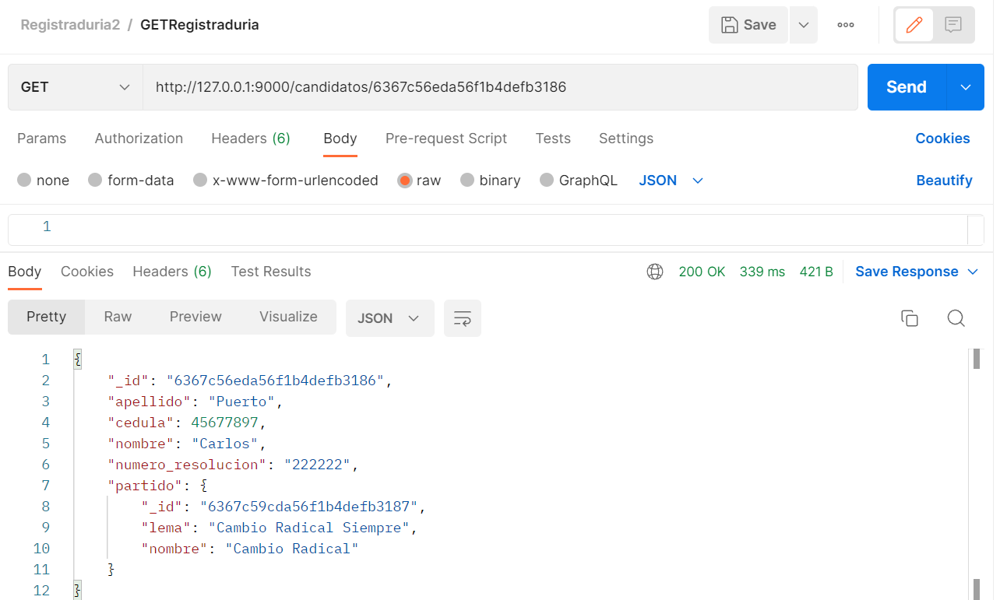 Registraduria2 / GETRegistraduria
Save
GET
http://127.0.0.1:9000/candidatos/6367c56eda56f1b4defb3186
Send
Params Authorization Headers (6) Body Pre-request Script Tests Settings Cookies
none form-data x-www-form-urlencoded raw binary GraphQL JSON Beautify
1
Body Cookies Headers (6) Test Results 200 OK 339 ms 421 B Save Response
Pretty Raw Preview Visualize JSON
1 {
2 "_id": "6367c56eda56f1b4defb3186",
3 "apellido": "Puerto",
4 "cedula": 45677897,
5 "nombre": "Carlos",
6 "numero_resolucion": "222222",
7 "partido": {
8 "_id": "6367c59cda56f1b4defb3187",
9 "lema": "Cambio Radical Siempre",
10 "nombre": "Cambio Radical"
11 }
12 }